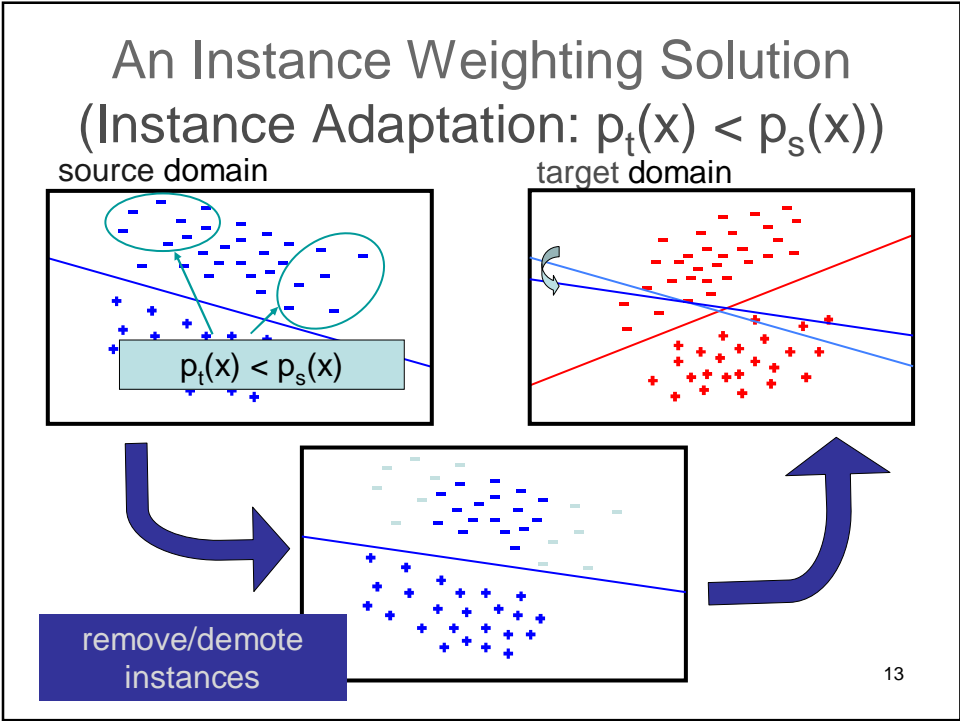 An Instance Weighting Solution
(Instance Adaptation: pt(x) < ps(x))
source domain
target domain
pt(x) < ps(x)
remove/demote
instances
13